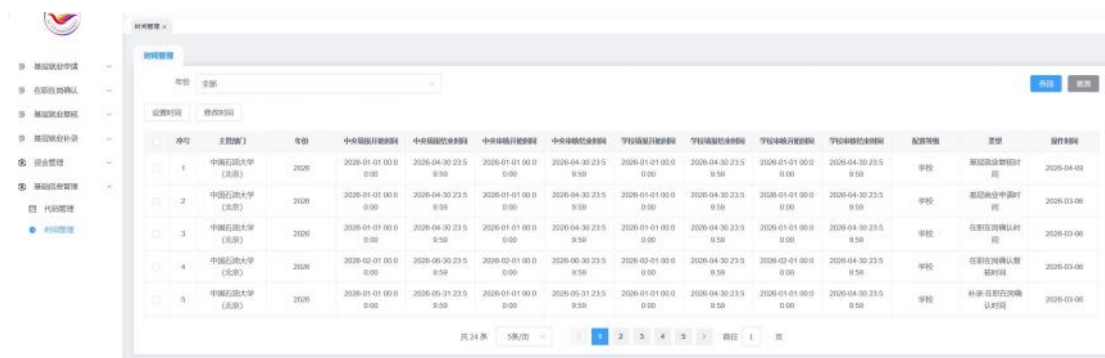 时间管理 ×
时间管理
基层就业申请
在职在岗确认
基层就业复核
基层就业补录
资金管理
基础信息管理
代码管理
时间管理
年份 全部
查询 重置
设置时间 修改时间
序号 主管部门 年份 中央填报开始时间 中央填报结束时间 中央审核开始时间 中央审核结束时间 学校填报开始时间 学校填报结束时间 学校审核开始时间 学校审核结束时间 配置等级 类型 操作时间
1 中国石油大学(北京) 2026 2026-01-01 00:00:00 2026-04-30 23:59:59 2026-01-01 00:00:00 2026-04-30 23:59:59 2026-01-01 00:00:00 2026-04-30 23:59:59 2026-01-01 00:00:00 2026-04-30 23:59:59 学校 基层就业复核时间 2026-04-09
2 中国石油大学(北京) 2026 2026-01-01 00:00:00 2026-04-30 23:59:59 2026-01-01 00:00:00 2026-04-30 23:59:59 2026-01-01 00:00:00 2026-04-30 23:59:59 2026-01-01 00:00:00 2026-04-30 23:59:59 学校 基层就业申请时间 2026-03-06
3 中国石油大学(北京) 2026 2026-01-01 00:00:00 2026-04-30 23:59:59 2026-01-01 00:00:00 2026-04-30 23:59:59 2026-01-01 00:00:00 2026-04-30 23:59:59 2026-01-01 00:00:00 2026-04-30 23:59:59 学校 在职在岗确认时间 2026-03-06
4 中国石油大学(北京) 2026 2026-02-01 00:00:00 2026-06-30 23:59:59 2026-02-01 00:00:00 2026-06-30 23:59:59 2026-02-01 00:00:00 2026-04-30 23:59:59 2026-02-01 00:00:00 2026-04-30 23:59:59 学校 在职在岗确认复核时间 2026-03-06
5 中国石油大学(北京) 2026 2026-01-01 00:00:00 2026-05-31 23:59:59 2026-01-01 00:00:00 2026-05-31 23:59:59 2026-01-01 00:00:00 2026-04-30 23:59:59 2026-01-01 00:00:00 2026-04-30 23:59:59 学校 补录-在职在岗确认时间 2026-03-06
共 24 条 5条/页 1 2 3 4 5 前往 1 页